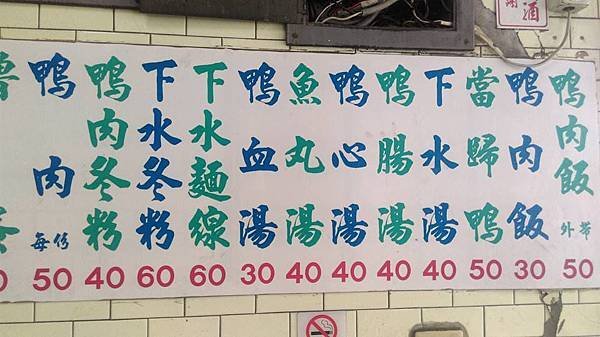 酒
鴨肉飯 外帶 50
鴨肉飯 30
當歸鴨 50
下水湯 40
鴨腸湯 40
鴨心湯 40
魚丸湯 40
鴨血湯 30
下水麵線 60
下水冬粉 60
鴨肉冬粉 40
鴨肉 每份 50